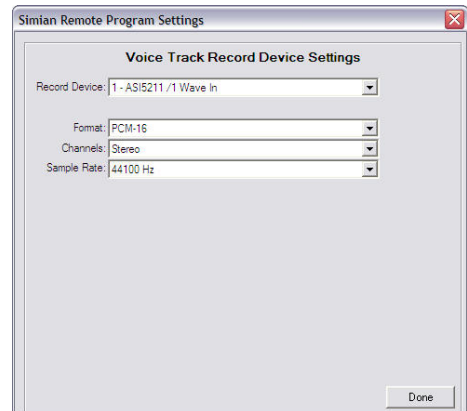 Simian Remote Program Settings
Voice Track Record Device Settings
Record Device: 1 - ASI5211 /1 Wave In
Format: PCM-16
Channels: Stereo
Sample Rate: 44100 Hz
Done